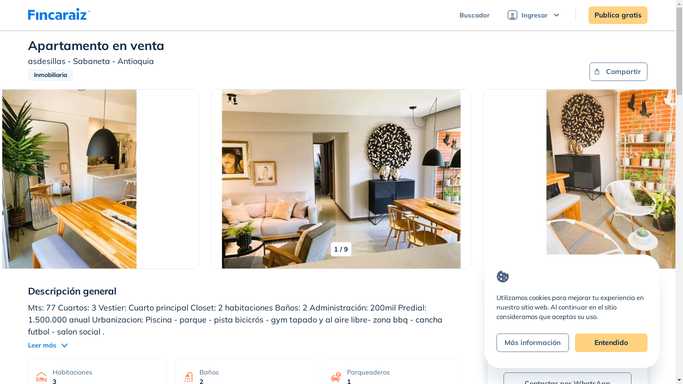 Fincaraiz
Buscador
Ingresar
Publica gratis
Apartamento en venta
asdesillas - Sabaneta - Antioquia
Inmobiliaria
Compartir
1 / 9
Descripción general
Mts: 77 Cuartos: 3 Vestier: Cuarto principal Closet: 2 habitaciones Baños: 2 Administración: 200mil Predial:
1.500.000 anual Urbanizacion: Piscina - parque - pista bicicrós - gym tapado y al aire libre- zona bbq - cancha
futbol - salon social .
Leer más
Habitaciones
3
Baños
2
Parqueaderos
1
Utilizamos cookies para mejorar tu experiencia en
nuestro sitio web. Al continuar en el sitio
consideramos que aceptas su uso.
Más información
Entendido
Contactar por WhatsApp